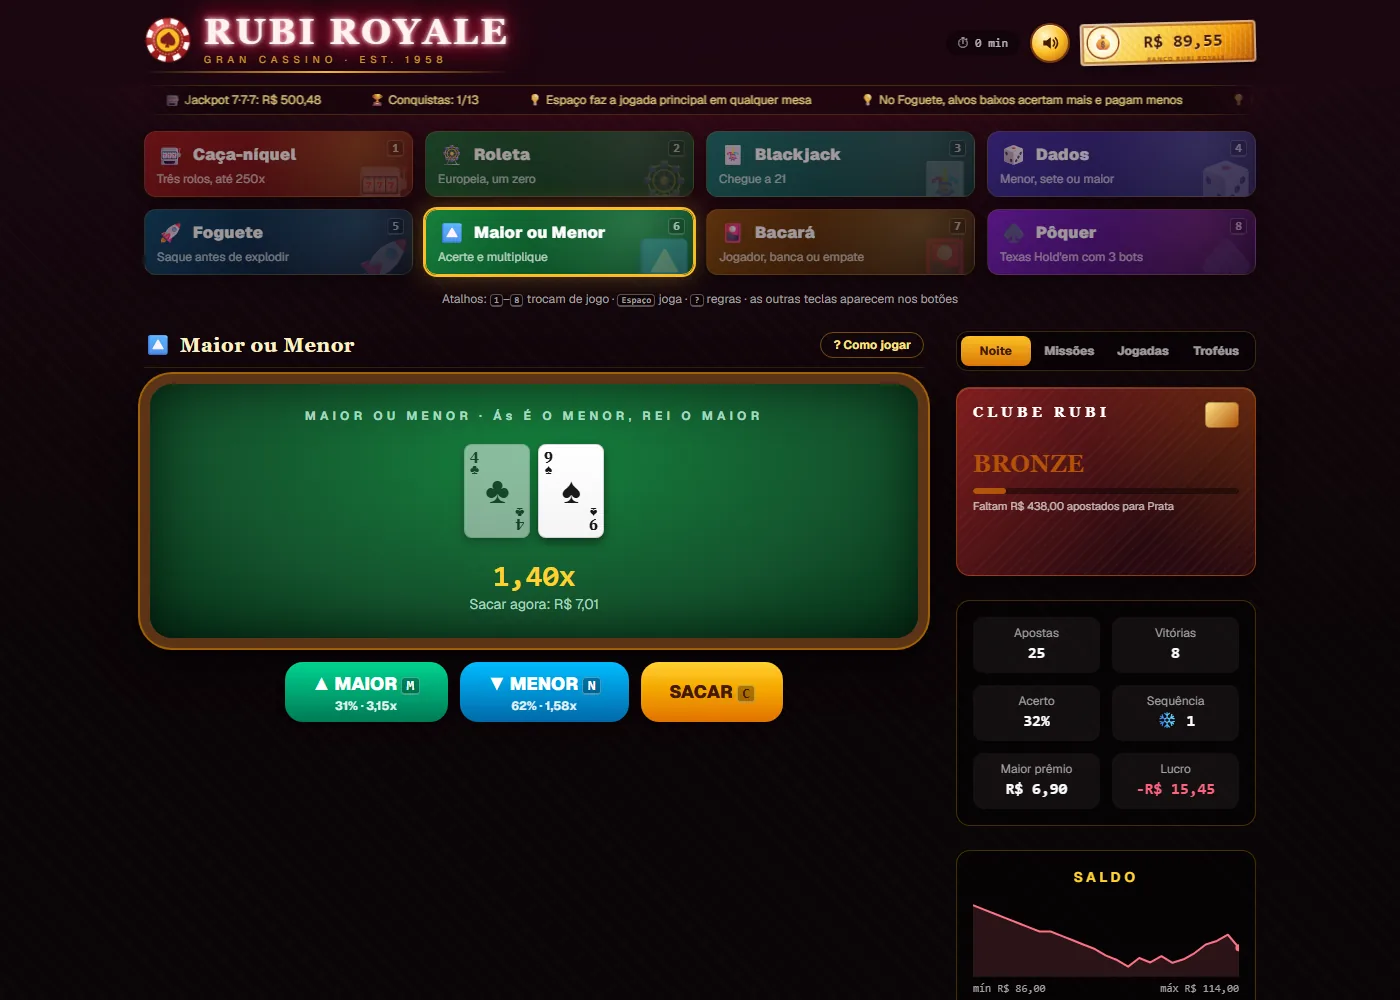 RUBI ROYALE
GRAN CASSINO · EST. 1958
0 min
R$ 89,55
Jackpot 7-7-7: R$ 500,48
Conquistas: 1/13
Espaço faz a jogada principal em qualquer mesa
No Foguete, alvos baixos acertam mais e pagam menos
Caça-níquel 1
Três rolos, até 250x
Roleta 2
Europeia, um zero
Blackjack 3
Chegue a 21
Dados 4
Menor, sete ou maior
Foguete 5
Saque antes de explodir
Maior ou Menor 6
Acerte e multiplique
Bacará 7
Jogador, banca ou empate
Pôquer 8
Texas Hold'em com 3 bots
Atalhos: 1–8 trocam de jogo · Espaço joga · ? regras · as outras teclas aparecem nos botões
Maior ou Menor
? Como jogar
MAIOR OU MENOR · Ás É O MENOR, REI O MAIOR
4
4
9
9
1,40x
Sacar agora: R$ 7,01
▲ MAIOR M
31% · 3,15x
▼ MENOR N
62% · 1,58x
SACAR C
Noite
Missões
Jogadas
Troféus
CLUBE RUBI
BRONZE
Faltam R$ 438,00 apostados para Prata
Apostas
25
Vitórias
8
Acerto
32%
Sequência
1
Maior prêmio
R$ 6,90
Lucro
-R$ 15,45
SALDO
mín R$ 86,00
máx R$ 114,00